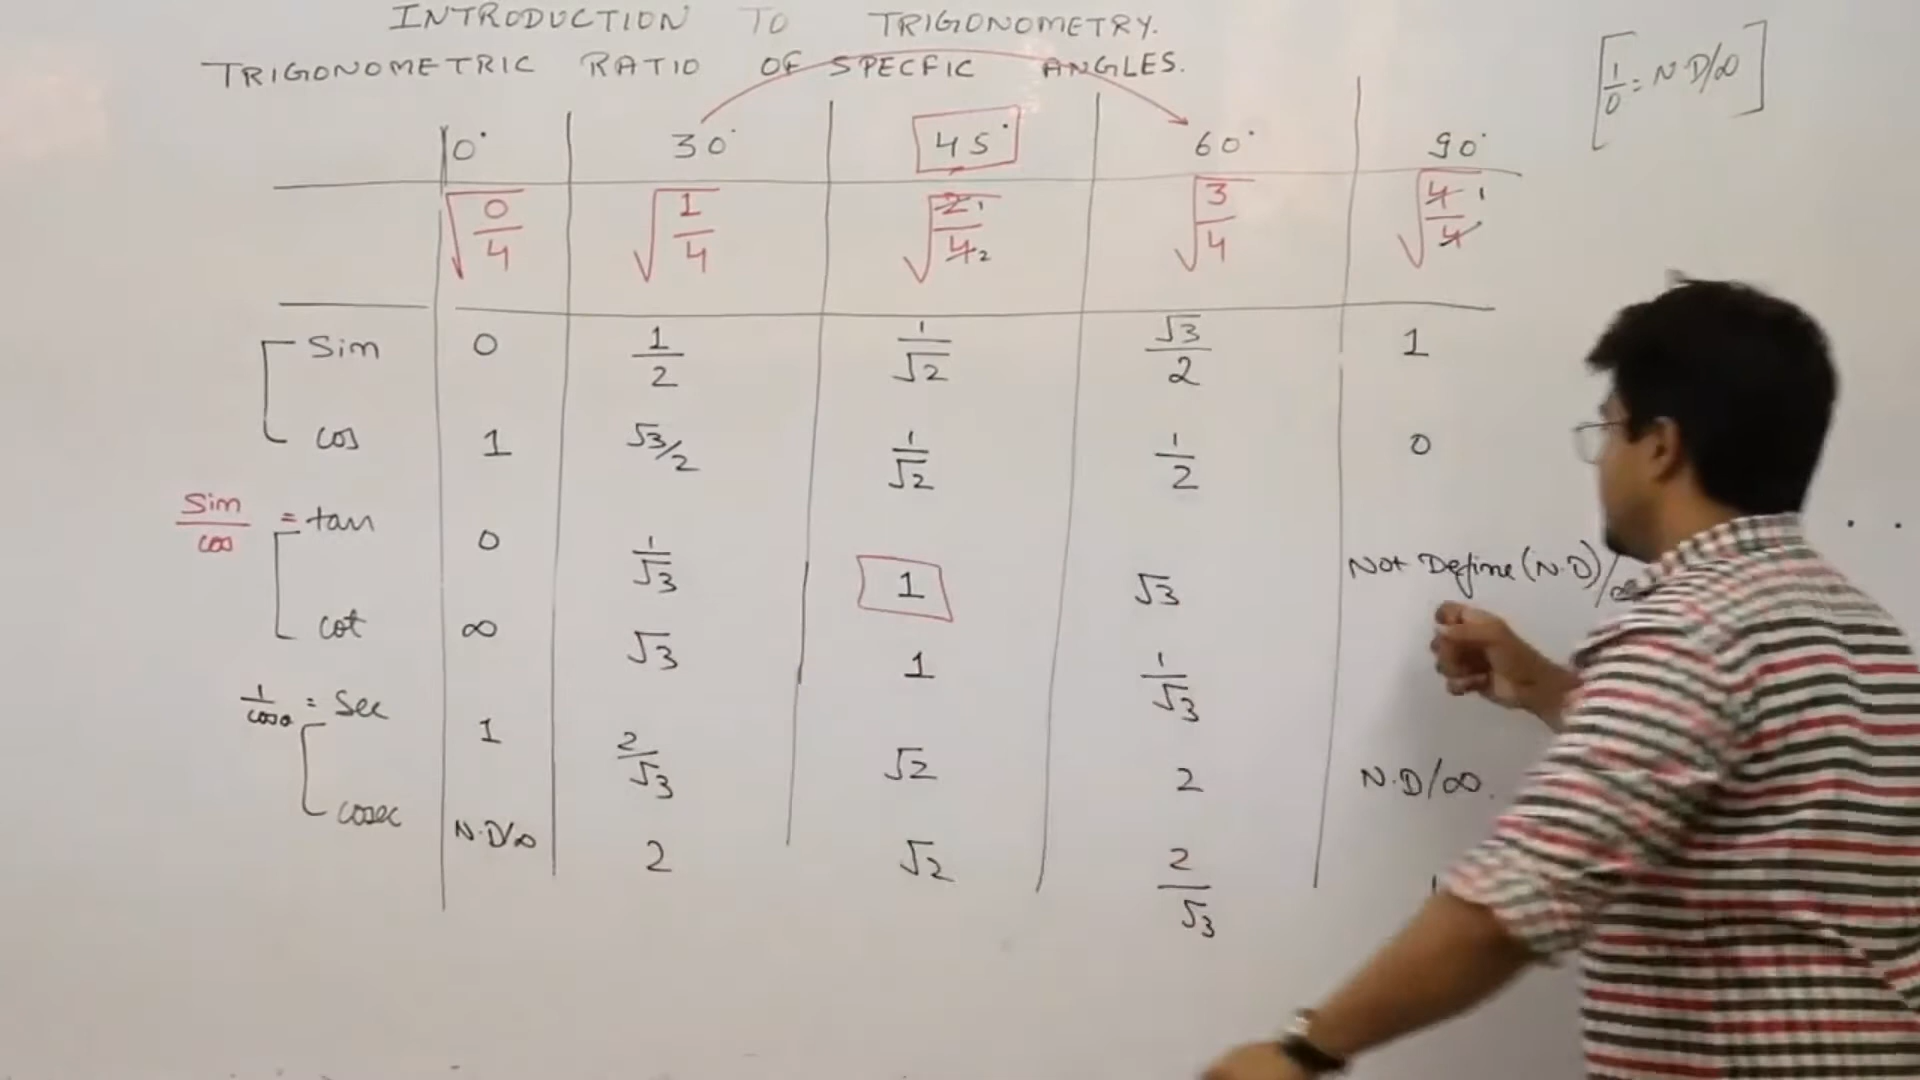 INTRODUCTION TO TRIGONOMETRY.
TRIGONOMETRIC RATIO OF SPECFIC ANGLES.
[1/0 = N.D/∞]
0° 30° 45° 60° 90°
√0/4 √1/4 √2/4 1 2 √3/4 √4/4 1
Sin 0 1/2 1/√2 √3/2 1
cos 1 √3/2 1/√2 1/2 0
Sin/cos = tan 0 1/√3 1 √3 Not Define (N.D)/∞
cot ∞ √3 1 1/√3
1/cosθ = Sec 1 2/√3 √2 2 N.D/∞.
cosec N.D/∞ 2 √2 2/√3